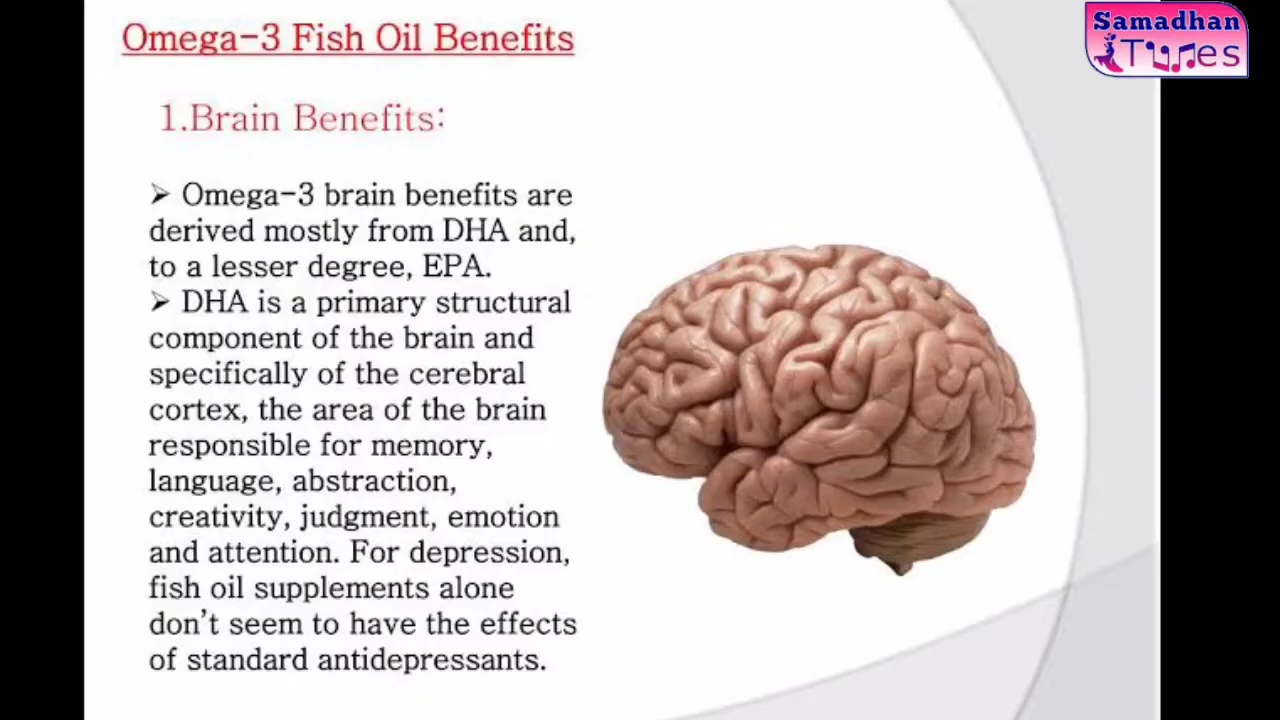 Omega-3 Fish Oil Benefits
Samadhan
Tunes
1.Brain Benefits:
➢ Omega-3 brain benefits are
derived mostly from DHA and,
to a lesser degree, EPA.
➢ DHA is a primary structural
component of the brain and
specifically of the cerebral
cortex, the area of the brain
responsible for memory,
language, abstraction,
creativity, judgment, emotion
and attention. For depression,
fish oil supplements alone
don't seem to have the effects
of standard antidepressants.